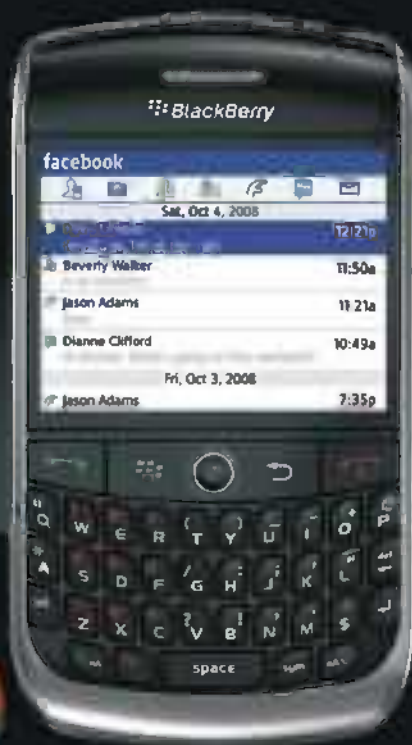 BlackBerry
facebook
Sat, Oct 4, 2008
12:21p
Beverly Walker
11:50a
Jason Adams
11:21a
Dianne Clifford
10:49a
Fri, Oct 3, 2008
Jason Adams
7:35p
Q W E R T Y U I O P
A S D F G H J K L
Z X C V B N M $
space
sym